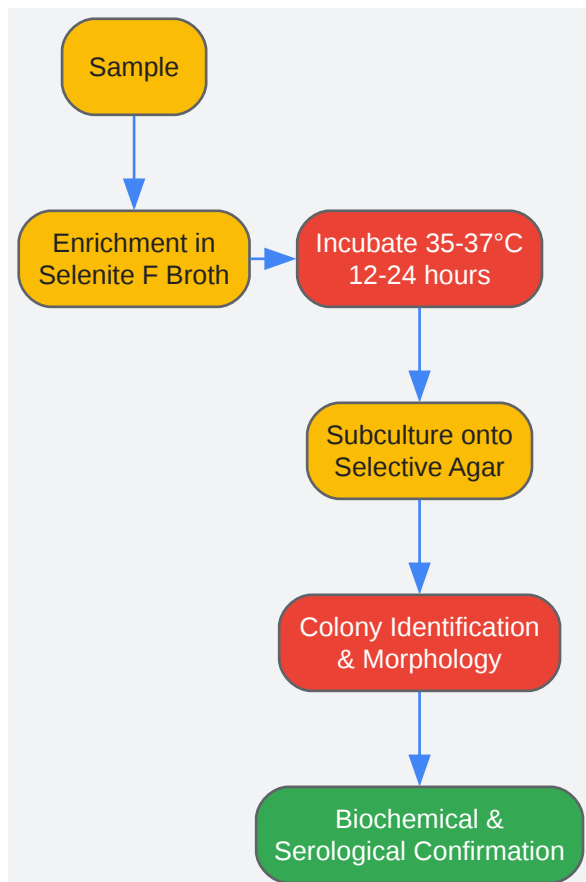 Sample
Enrichment in
Selenite F Broth
Incubate 35-37°C
12-24 hours
Subculture onto
Selective Agar
Colony Identification
& Morphology
Biochemical &
Serological Confirmation